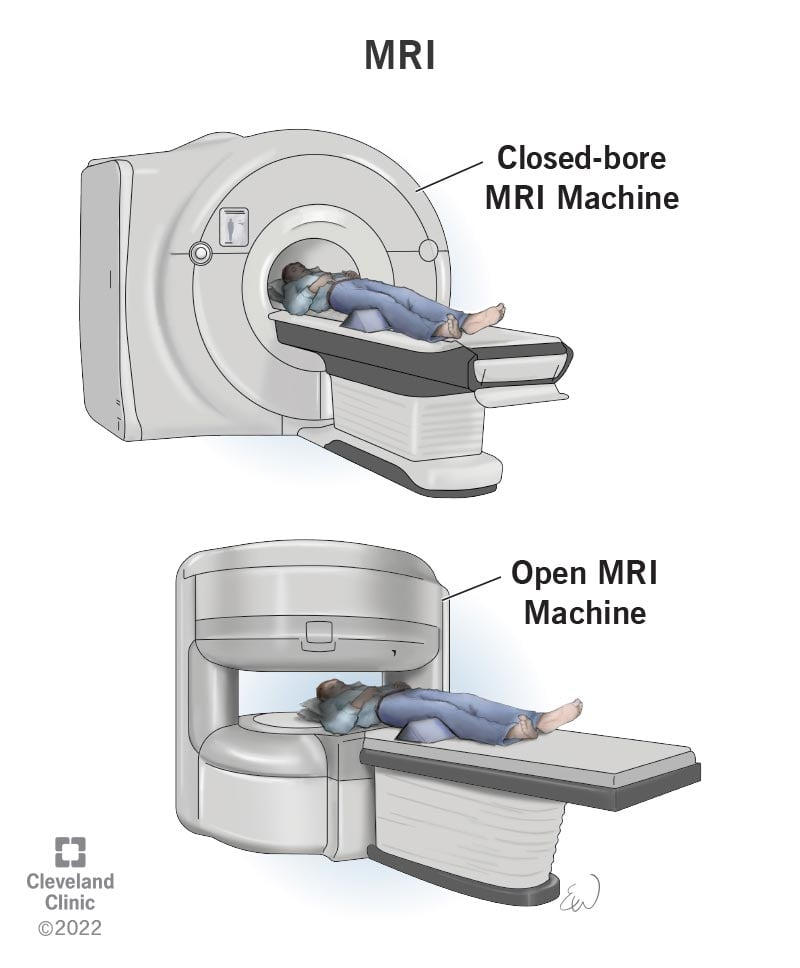 MRI
Closed-bore
MRI Machine
Open MRI
Machine
Cleveland
Clinic
©2022